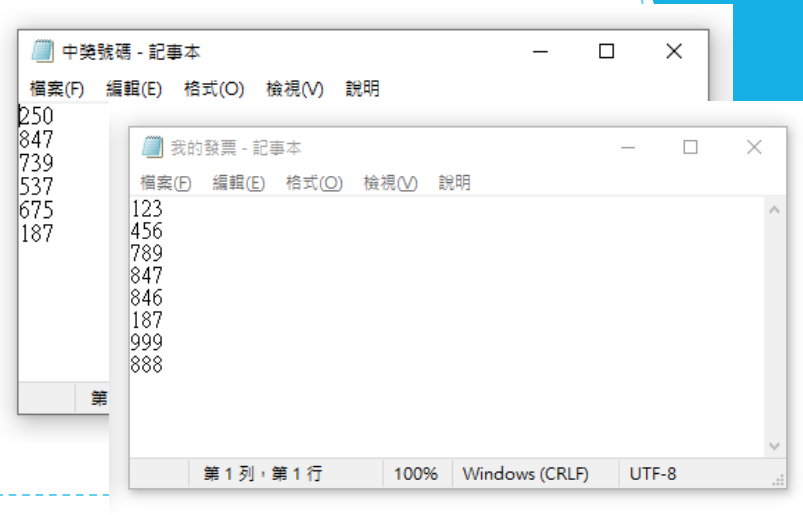 中獎號碼 - 記事本
檔案(F) 編輯(E) 格式(O) 檢視(V) 說明
250
847
739
537
675
187
第
我的發票 - 記事本
檔案(F) 編輯(E) 格式(O) 檢視(V) 說明
123
456
789
847
846
187
999
888
第 1 列，第 1 行 100% Windows (CRLF) UTF-8